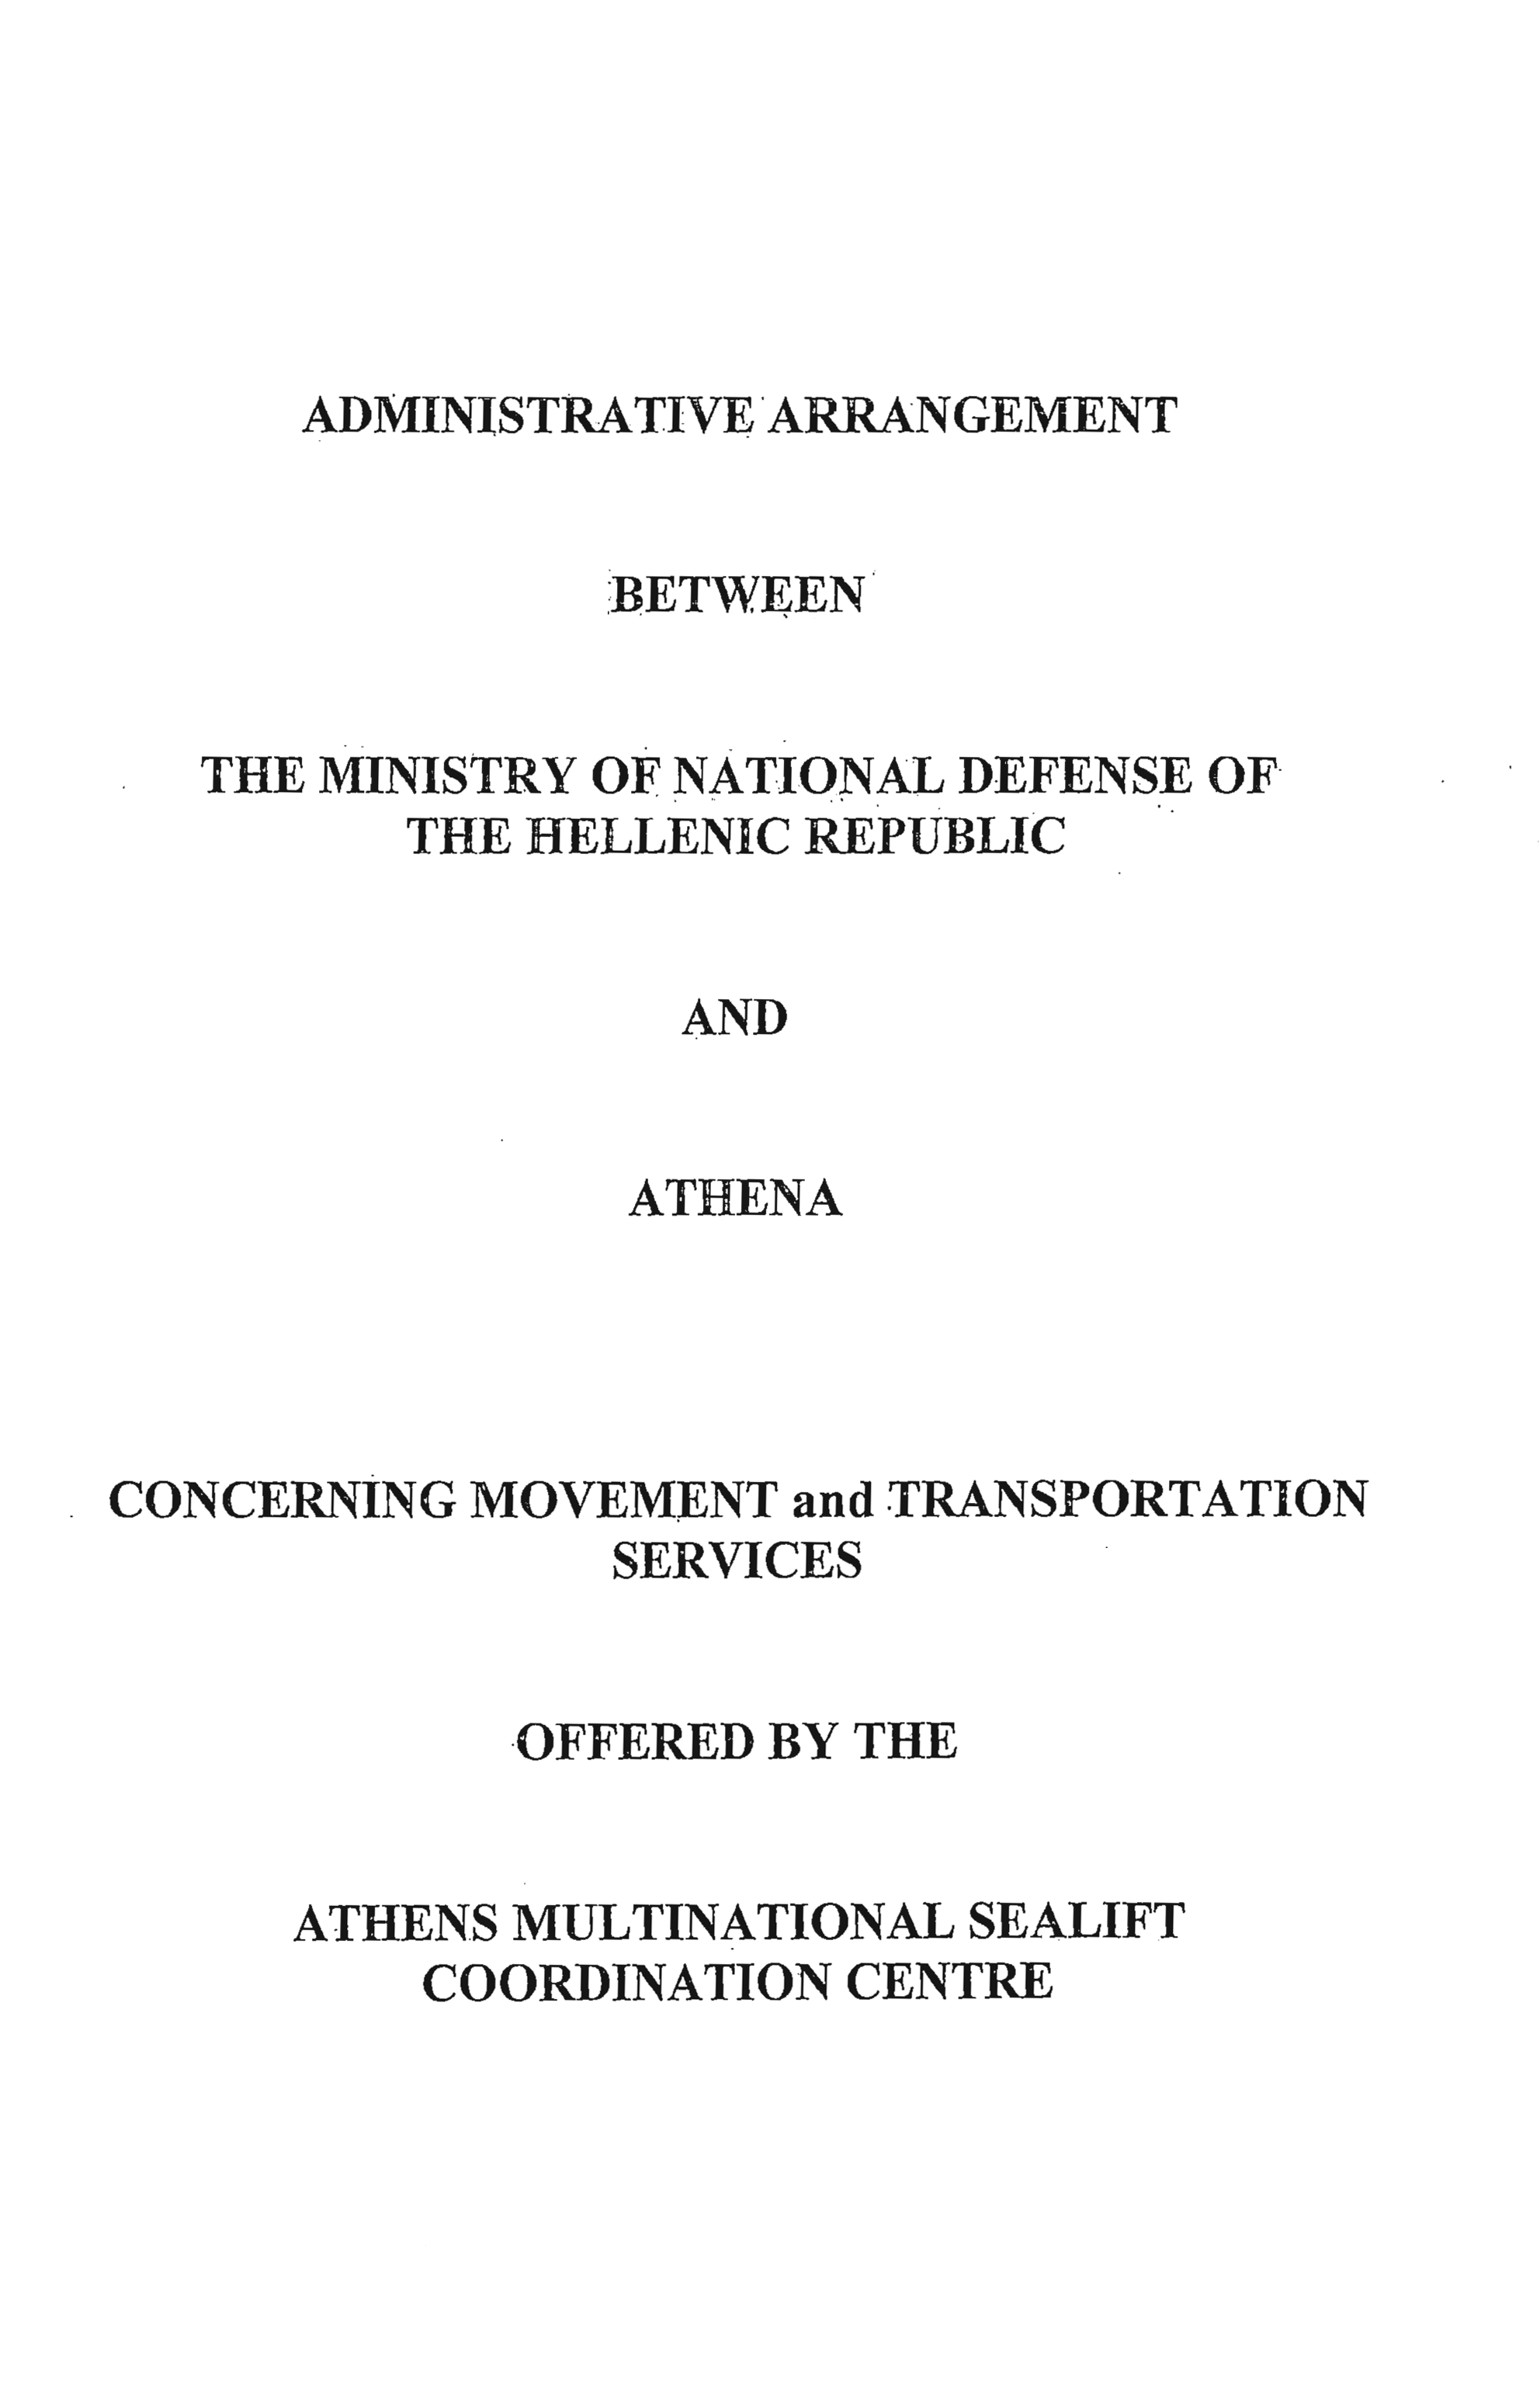 ADMINISTRATIVE ARRANGEMENT
BETWEEN
THE MINISTRY OF NATIONAL DEFENSE OF
THE HELLENIC REPUBLIC
AND
ATHENA
CONCERNING MOVEMENT and TRANSPORTATION
SERVICES
OFFERED BY THE
ATHENS MULTINATIONAL SEALIFT
COORDINATION CENTRE